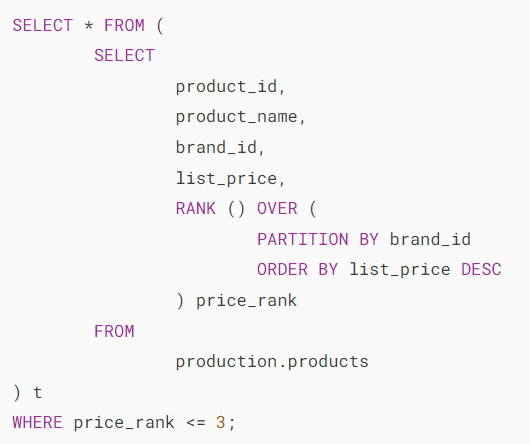 SELECT * FROM (
	SELECT
		product_id,
		product_name,
		brand_id,
		list_price,
		RANK () OVER (
			PARTITION BY brand_id
			ORDER BY list_price DESC
		) price_rank
	FROM
		production.products
) t
WHERE price_rank <= 3;